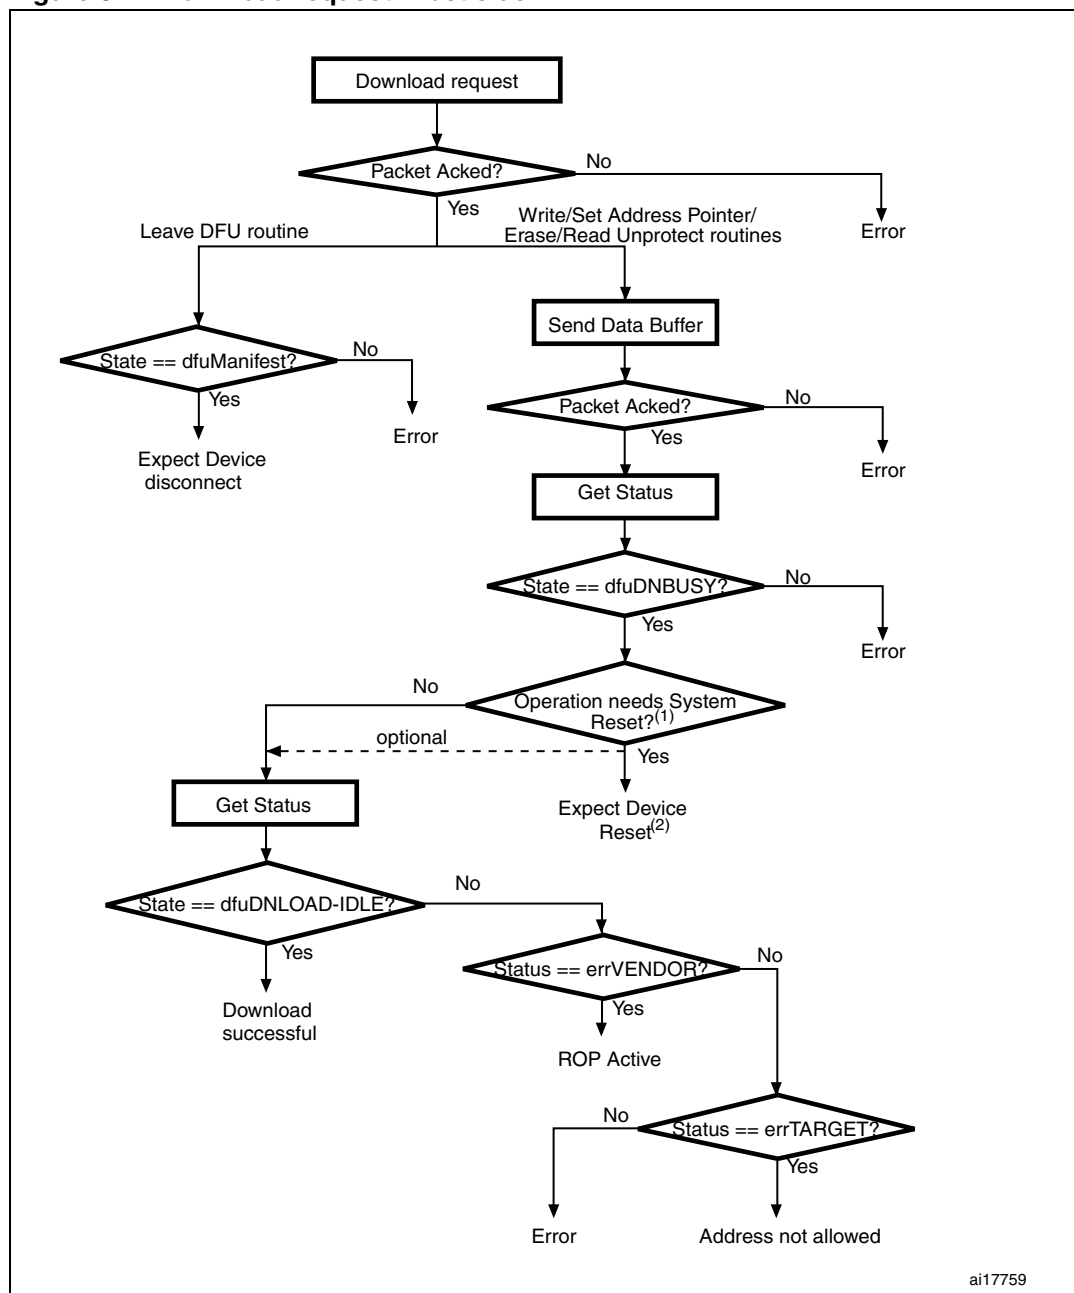 Download request
Packet Acked?
No
Yes
Error
Leave DFU routine
Write/Set Address Pointer/
Erase/Read Unprotect routines
Send Data Buffer
State == dfuManifest?
No
Yes
Error
Expect Device
disconnect
Packet Acked?
No
Yes
Error
Get Status
State == dfuDNBUSY?
No
Yes
Error
Operation needs System
Reset?(1)
No
optional
Yes
Get Status
Expect Device
Reset(2)
State == dfuDNLOAD-IDLE?
No
Yes
Download
successful
Status == errVENDOR?
No
Yes
ROP Active
Status == errTARGET?
No
Yes
Error
Address not allowed
ai17759